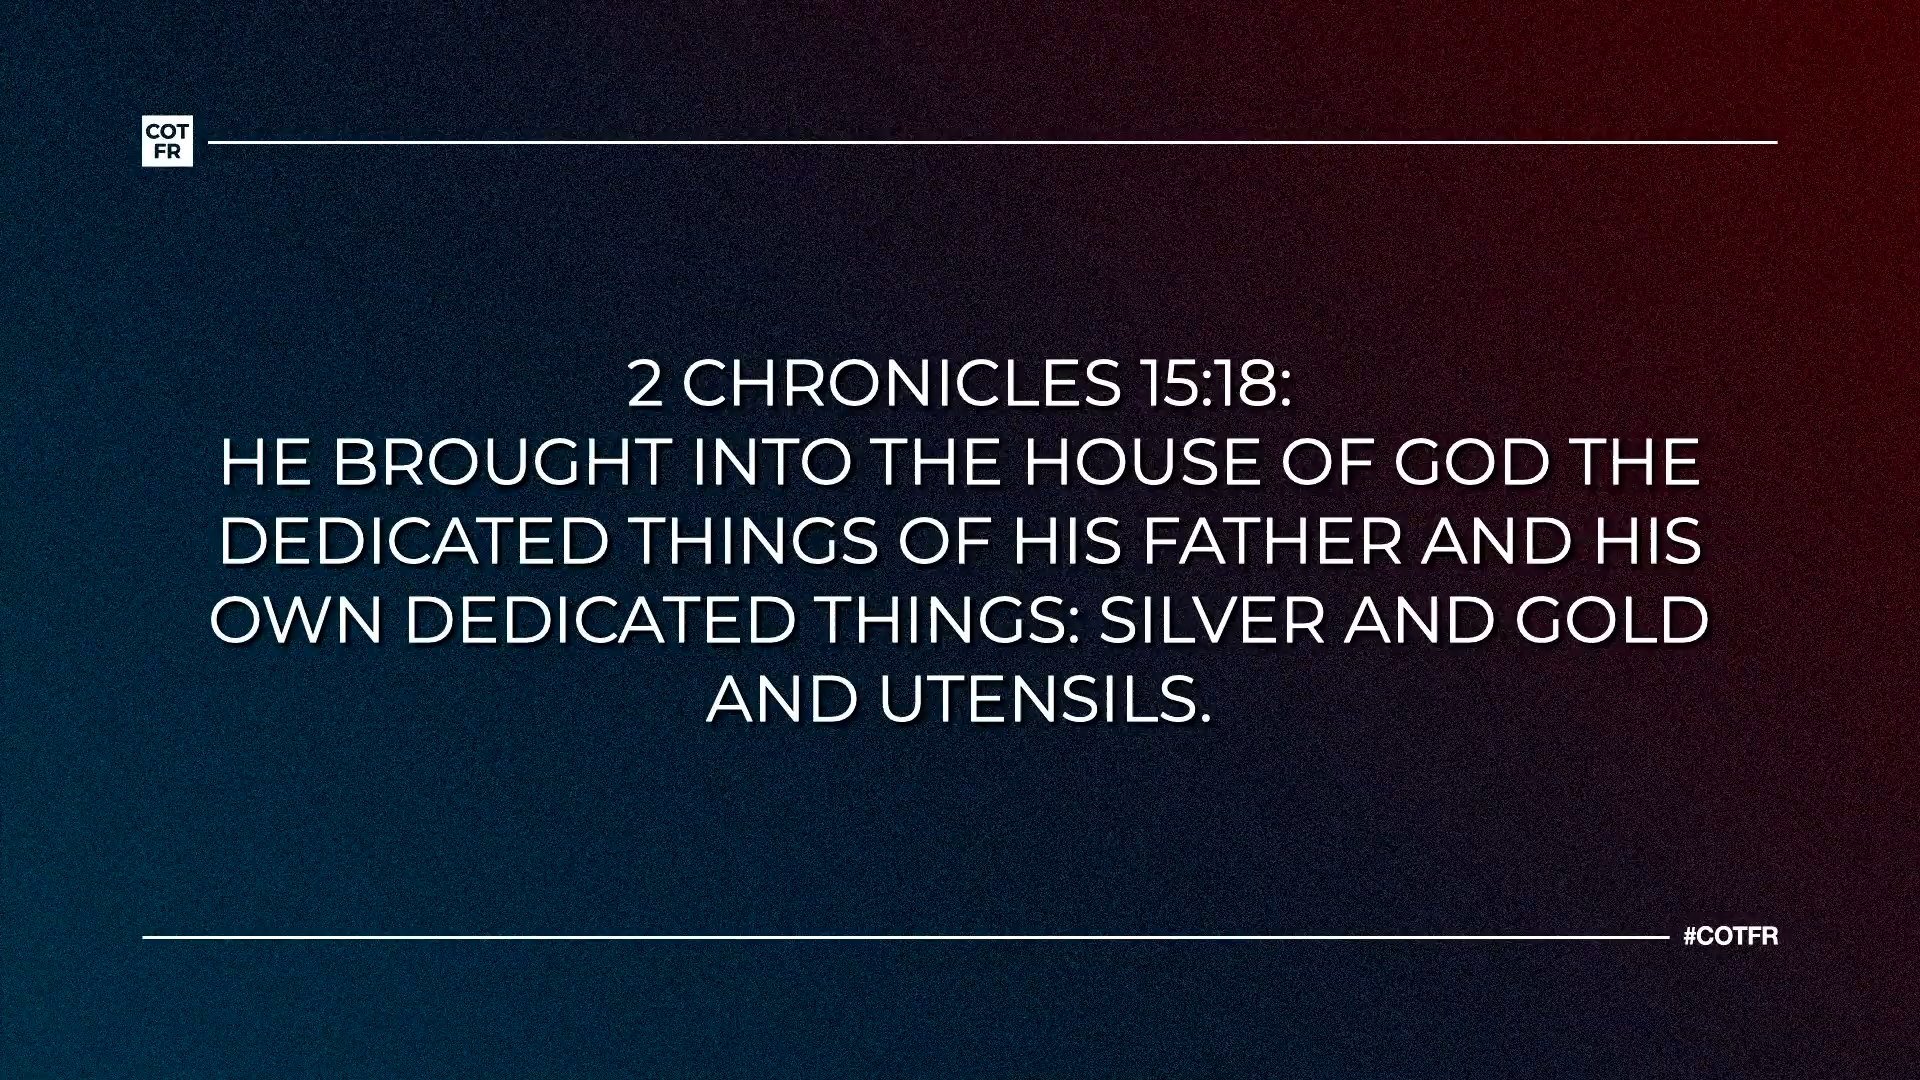 COT
FR
2 CHRONICLES 15:18:
HE BROUGHT INTO THE HOUSE OF GOD THE
DEDICATED THINGS OF HIS FATHER AND HIS
OWN DEDICATED THINGS: SILVER AND GOLD
AND UTENSILS.
#COTFR